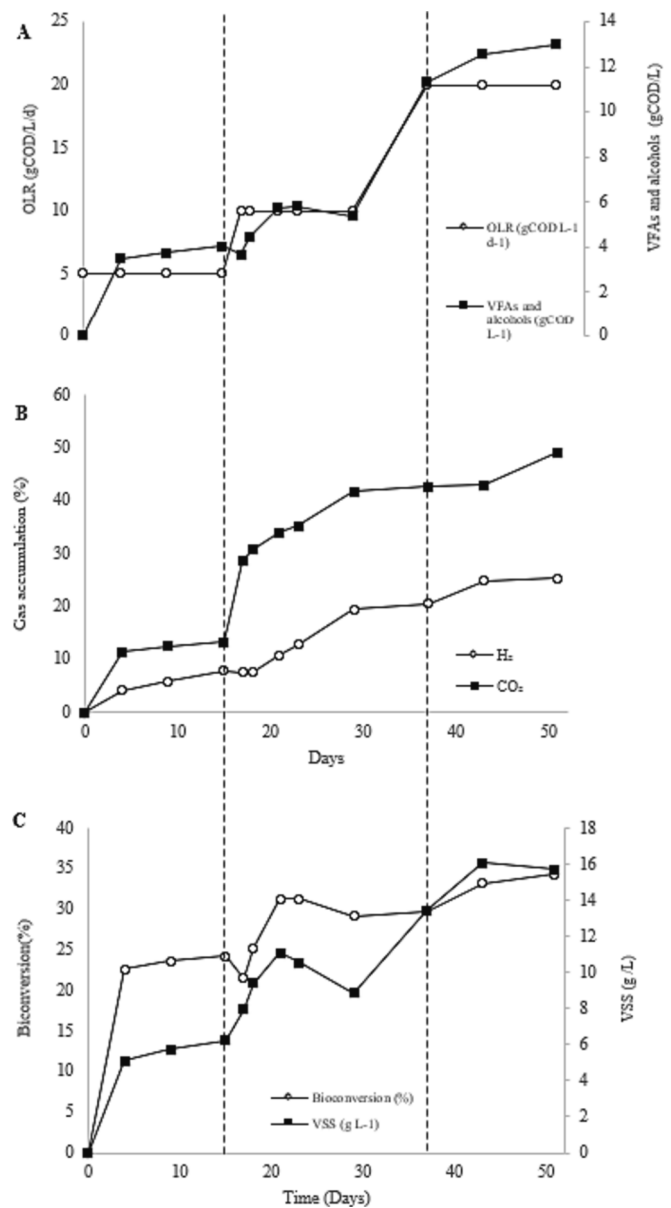 A
25
20
15
10
5
0
OLR (gCOD/L/d)
14
12
10
8
6
4
2
0
VFAs and alcohols (gCOD/L)
OLR (gCOD L-1
d-1)
VFAs and
alcohols (gCOD
L-1)
B
60
50
40
30
20
10
0
Gas accumulation (%)
H₂
CO₂
0 10 20 30 40 50
Days
C
40
35
30
25
20
15
10
5
0
Biconversion(%)
18
16
14
12
10
8
6
4
2
0
VSS (g /L)
Bioconversion (%)
VSS (g L-1)
0 10 20 30 40 50
Time (Days)